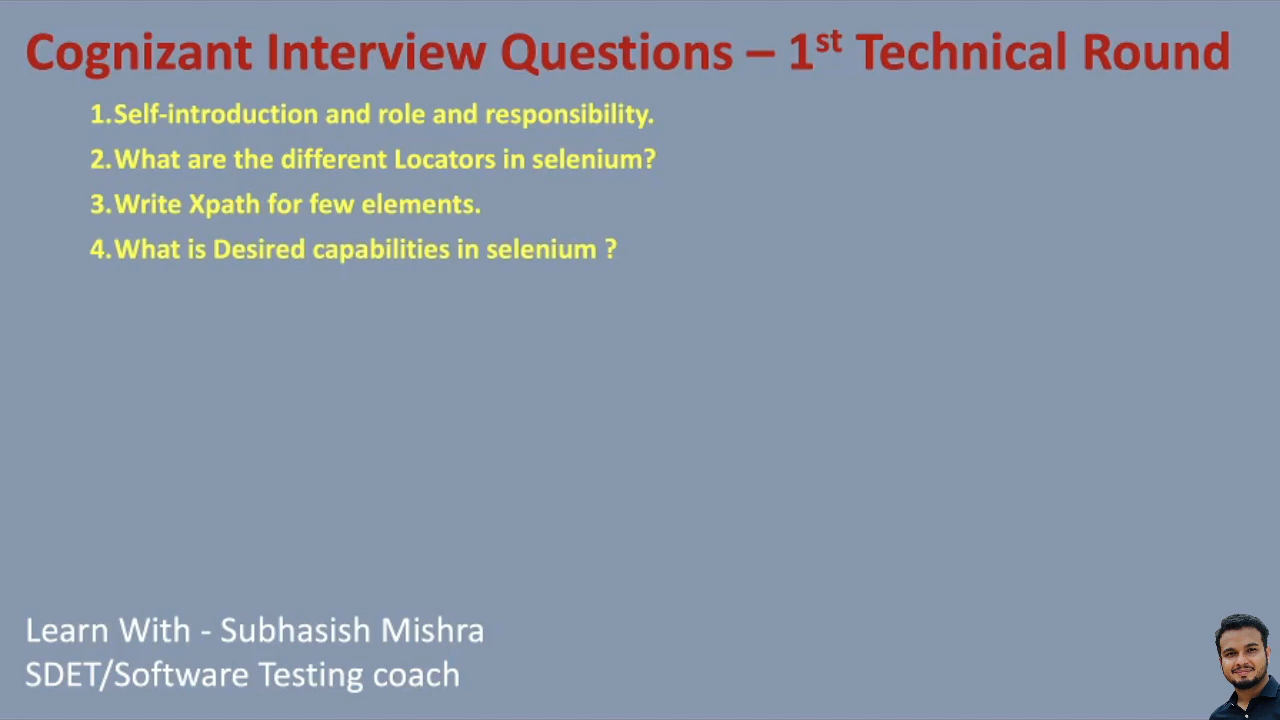 Cognizant Interview Questions – 1st Technical Round
1.Self-introduction and role and responsibility.
2.What are the different Locators in selenium?
3.Write Xpath for few elements.
4.What is Desired capabilities in selenium ?
Learn With - Subhasish Mishra
SDET/Software Testing coach